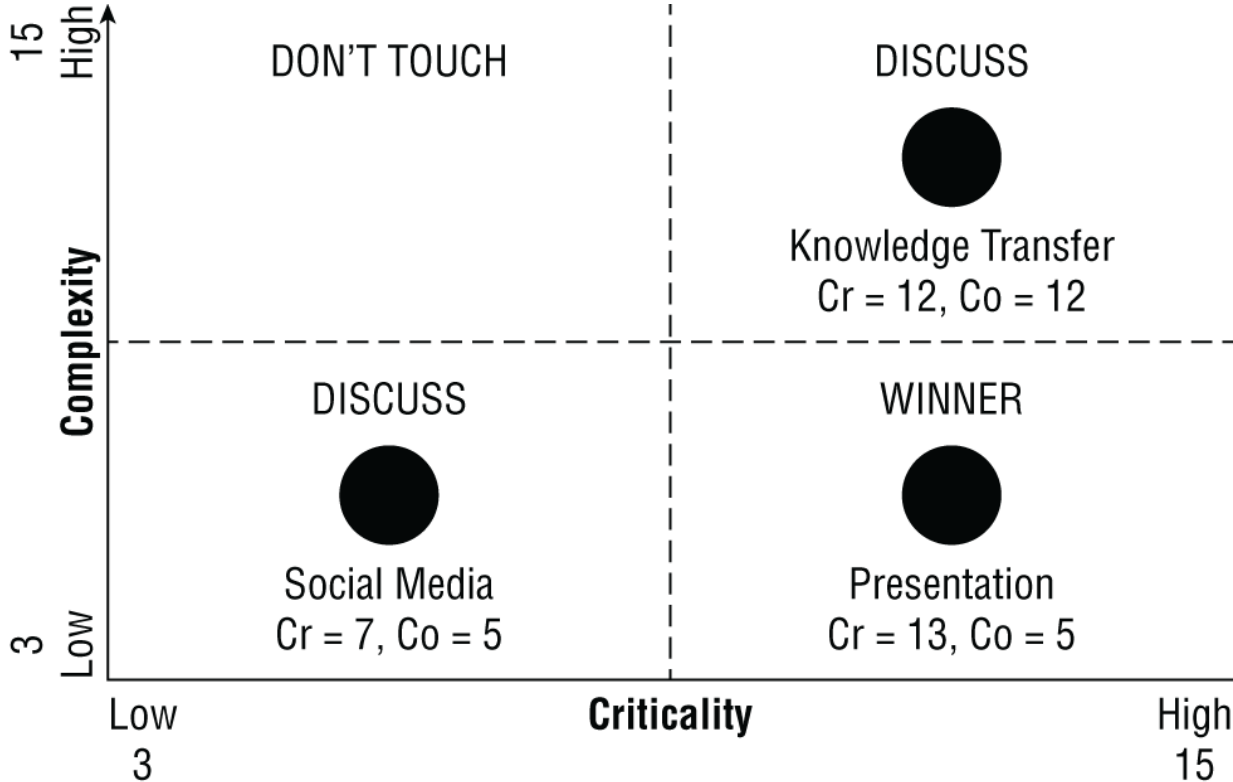 15
High
DON'T TOUCH
DISCUSS
Knowledge Transfer
Cr = 12, Co = 12
Complexity
DISCUSS
WINNER
Social Media
Cr = 7, Co = 5
Presentation
Cr = 13, Co = 5
3
Low
Low
3
Criticality
High
15